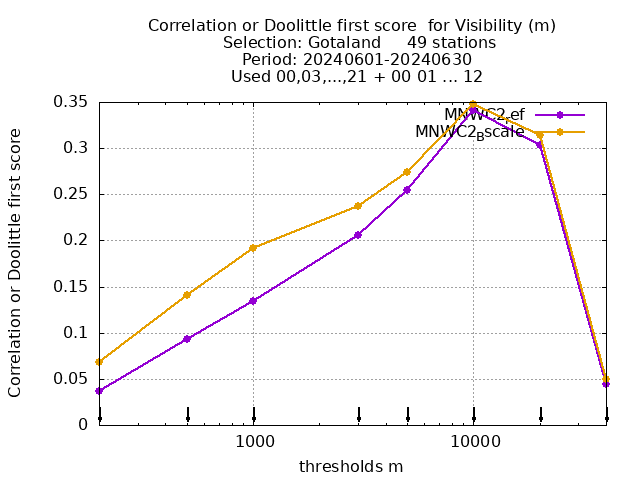 Correlation or Doolittle first score  for Visibility (m)
Selection: Gotaland     49 stations
Period: 20240601-20240630
Used 00,03,...,21 + 00 01 ... 12
Correlation or Doolittle first score
0.35
0.3
0.25
0.2
0.15
0.1
0.05
0
MNWC2.ef
MNWC2_Bscale
1000
10000
thresholds m